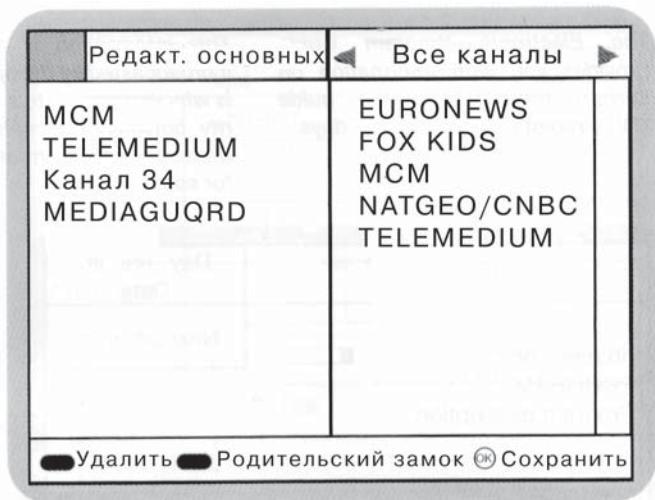 Редакт. основных ◀ Все каналы ▶
MCM
TELEMEDIUM
Канал 34
MEDIAGUQRD
EURONEWS
FOX KIDS
MCM
NATGEO/CNBC
TELEMEDIUM
Удалить Родительский замок OK Сохранить